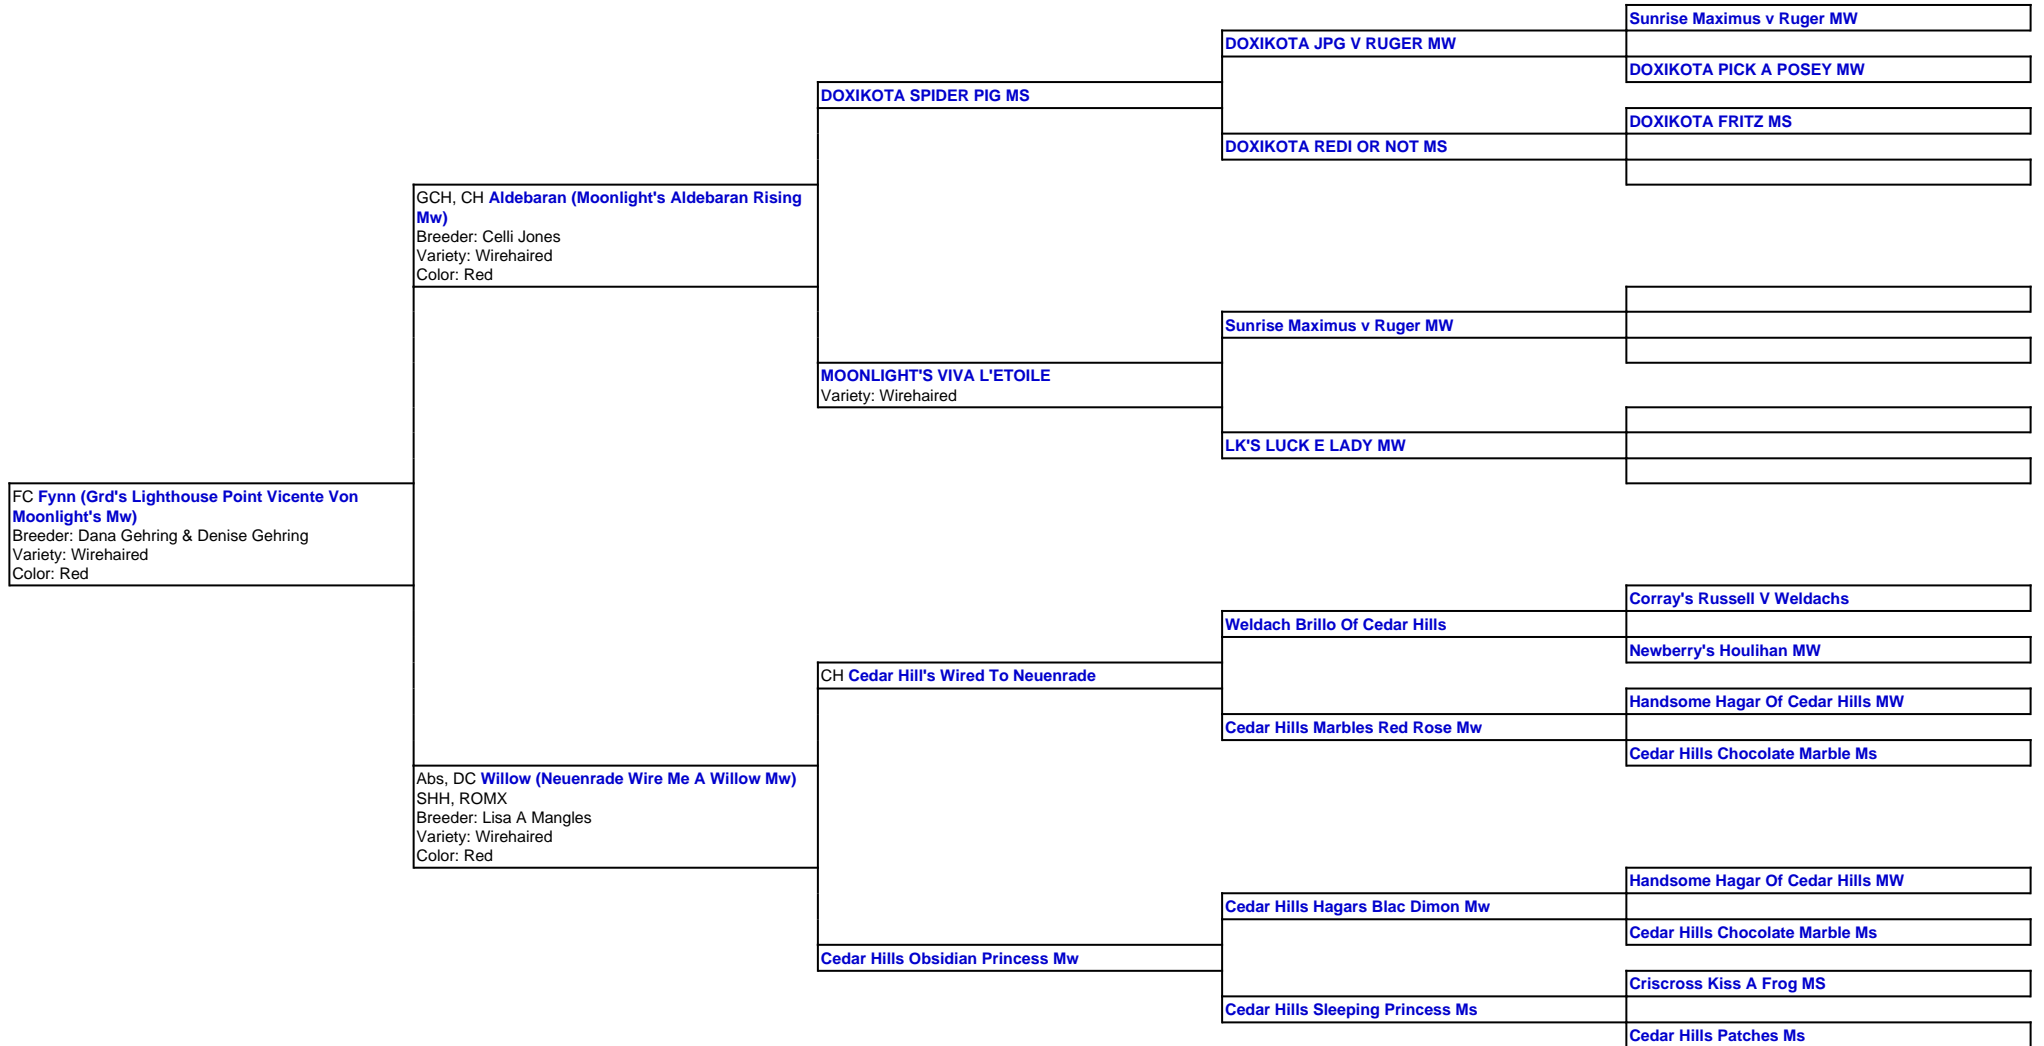 FC Fynn (Grd's Lighthouse Point Vicente Von
Moonlight's Mw)
Breeder: Dana Gehring & Denise Gehring
Variety: Wirehaired
Color: Red
GCH, CH Aldebaran (Moonlight's Aldebaran Rising
Mw)
Breeder: Celli Jones
Variety: Wirehaired
Color: Red
Abs, DC Willow (Neuenrade Wire Me A Willow Mw)
SHH, ROMX
Breeder: Lisa A Mangles
Variety: Wirehaired
Color: Red
DOXIKOTA SPIDER PIG MS
MOONLIGHT'S VIVA L'ETOILE
Variety: Wirehaired
CH Cedar Hill's Wired To Neuenrade
Cedar Hills Obsidian Princess Mw
DOXIKOTA JPG V RUGER MW
DOXIKOTA REDI OR NOT MS
Sunrise Maximus v Ruger MW
LK'S LUCK E LADY MW
Weldach Brillo Of Cedar Hills
Cedar Hills Marbles Red Rose Mw
Cedar Hills Hagars Blac Dimon Mw
Cedar Hills Sleeping Princess Ms
Sunrise Maximus v Ruger MW
DOXIKOTA PICK A POSEY MW
DOXIKOTA FRITZ MS
Corray's Russell V Weldachs
Newberry's Houlihan MW
Handsome Hagar Of Cedar Hills MW
Cedar Hills Chocolate Marble Ms
Handsome Hagar Of Cedar Hills MW
Cedar Hills Chocolate Marble Ms
Criscross Kiss A Frog MS
Cedar Hills Patches Ms